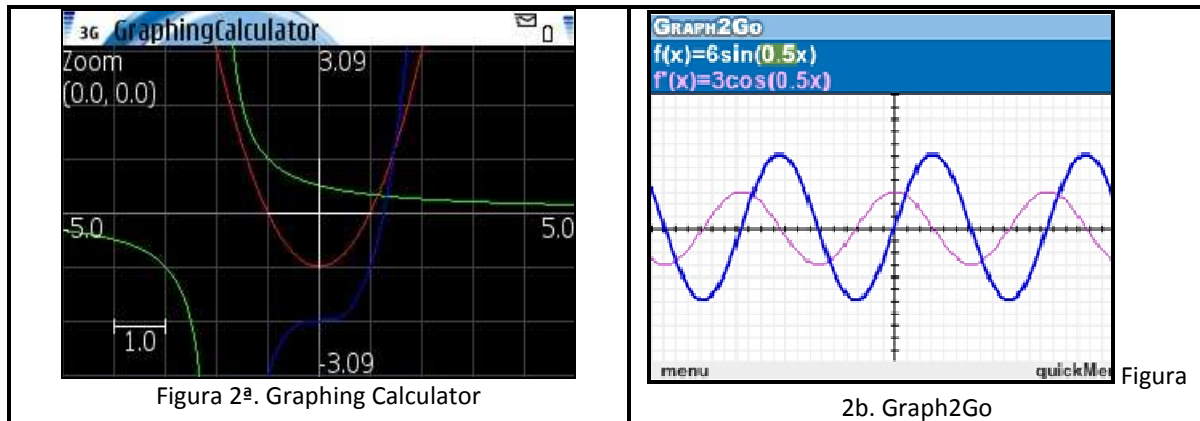 3G GraphingCalculator
Zoom
3.09
(0.0, 0.0)
-5.0
5.0
1.0
-3.09
Figura 2ª. Graphing Calculator
GRAPH2GO
f(x)=6sin(0.5x)
f'(x)=3cos(0.5x)
menu
quickMen
Figura
2b. Graph2Go